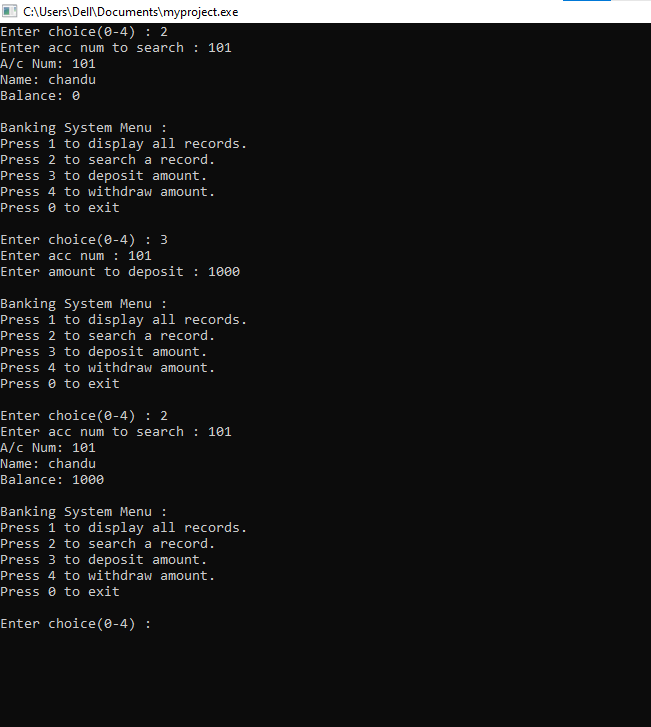 C:\Users\Dell\Documents\myproject.exe
Enter choice(0-4) : 2
Enter acc num to search : 101
A/c Num: 101
Name: chandu
Balance: 0
Banking System Menu :
Press 1 to display all records.
Press 2 to search a record.
Press 3 to deposit amount.
Press 4 to withdraw amount.
Press 0 to exit
Enter choice(0-4) : 3
Enter acc num : 101
Enter amount to deposit : 1000
Banking System Menu :
Press 1 to display all records.
Press 2 to search a record.
Press 3 to deposit amount.
Press 4 to withdraw amount.
Press 0 to exit
Enter choice(0-4) : 2
Enter acc num to search : 101
A/c Num: 101
Name: chandu
Balance: 1000
Banking System Menu :
Press 1 to display all records.
Press 2 to search a record.
Press 3 to deposit amount.
Press 4 to withdraw amount.
Press 0 to exit
Enter choice(0-4) :